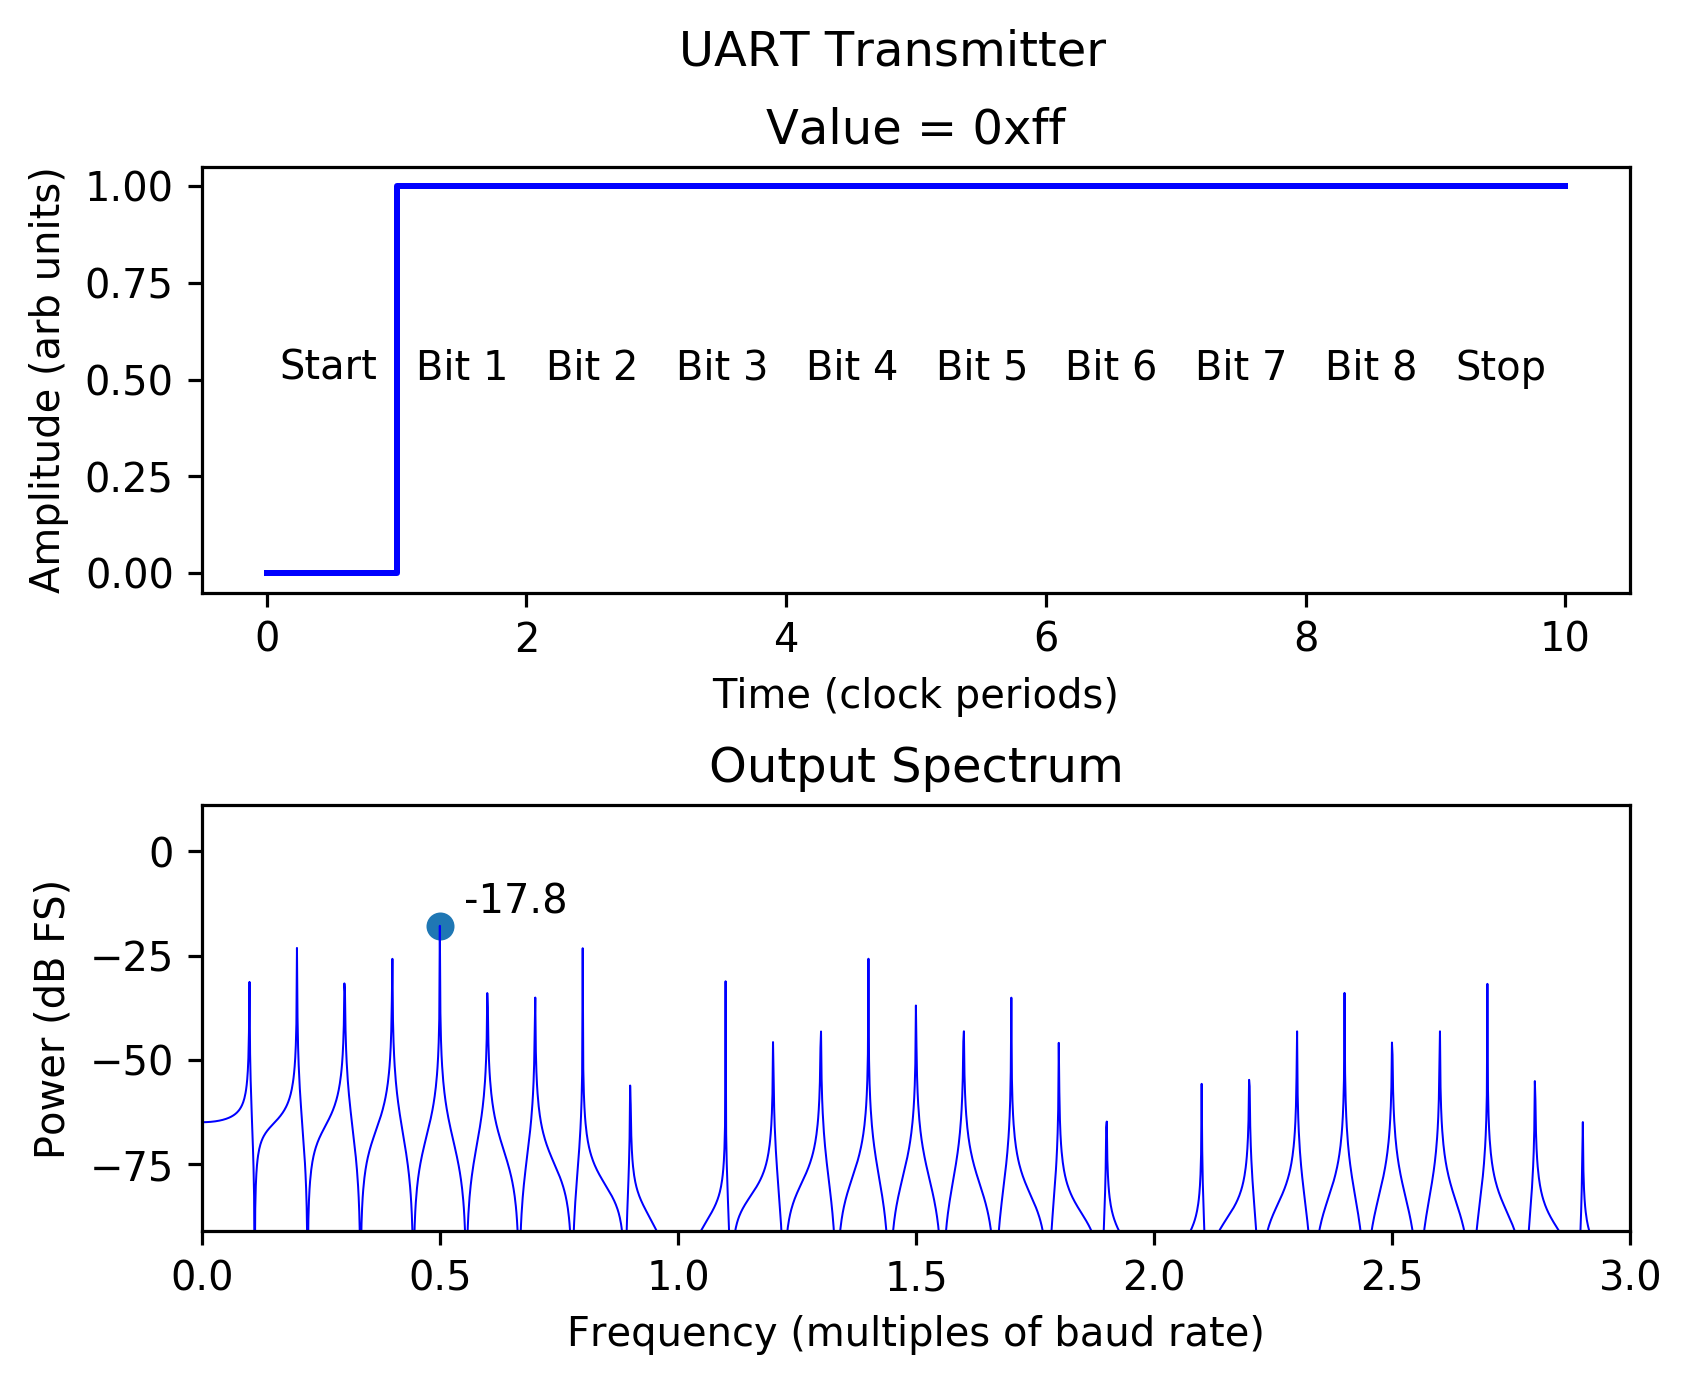 UART Transmitter
Value = 0xff
Amplitude (arb units)
1.00
0.75
0.50
0.25
0.00
Start Bit 1 Bit 2 Bit 3 Bit 4 Bit 5 Bit 6 Bit 7 Bit 8 Stop
0 2 4 6 8 10
Time (clock periods)
Output Spectrum
Power (dB FS)
0
−25
−50
−75
-17.8
0.0 0.5 1.0 1.5 2.0 2.5 3.0
Frequency (multiples of baud rate)